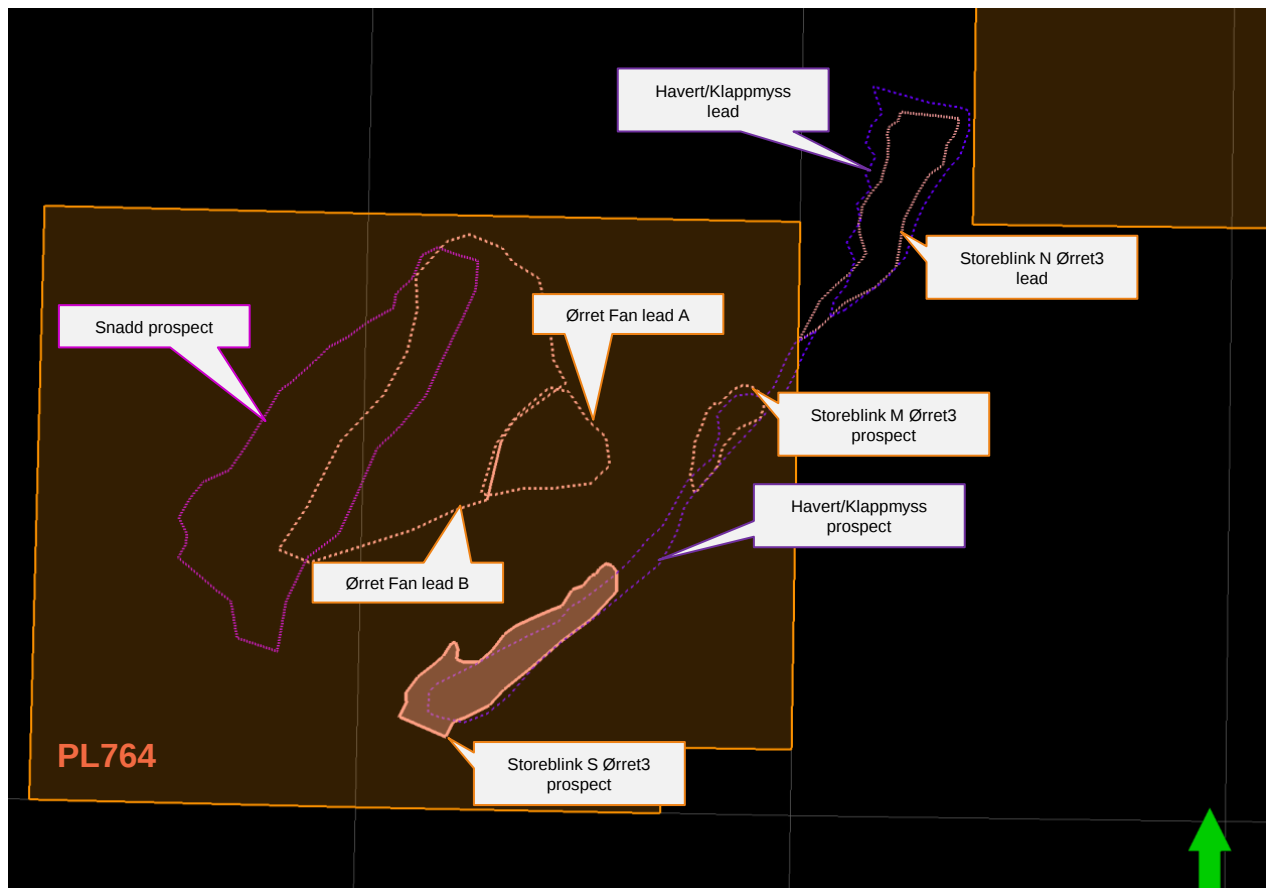 Havert/Klappmyss
lead
Storeblink N Ørret3
lead
Ørret Fan lead A
Snadd prospect
Storeblink M Ørret3
prospect
Havert/Klappmyss
prospect
Ørret Fan lead B
PL764
Storeblink S Ørret3
prospect